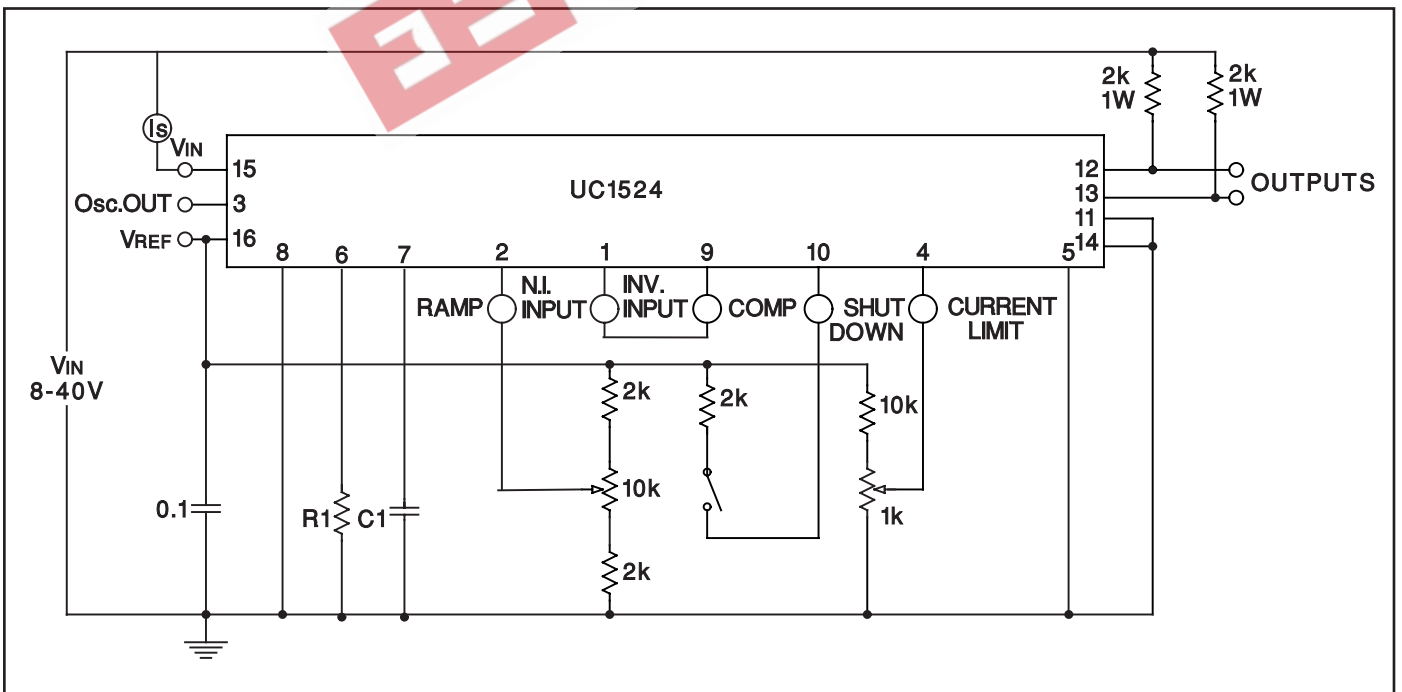 2k
1W
2k
1W
Is
VIN
15
UC1524
12
OUTPUTS
Osc.OUT
3
13
VREF
16
11
14
8
6
7
2
1
9
10
4
5
RAMP
N.I.
INPUT
INV.
INPUT
COMP
SHUT
DOWN
CURRENT
LIMIT
VIN
8-40V
2k
2k
10k
10k
0.1
R1
C1
1k
2k